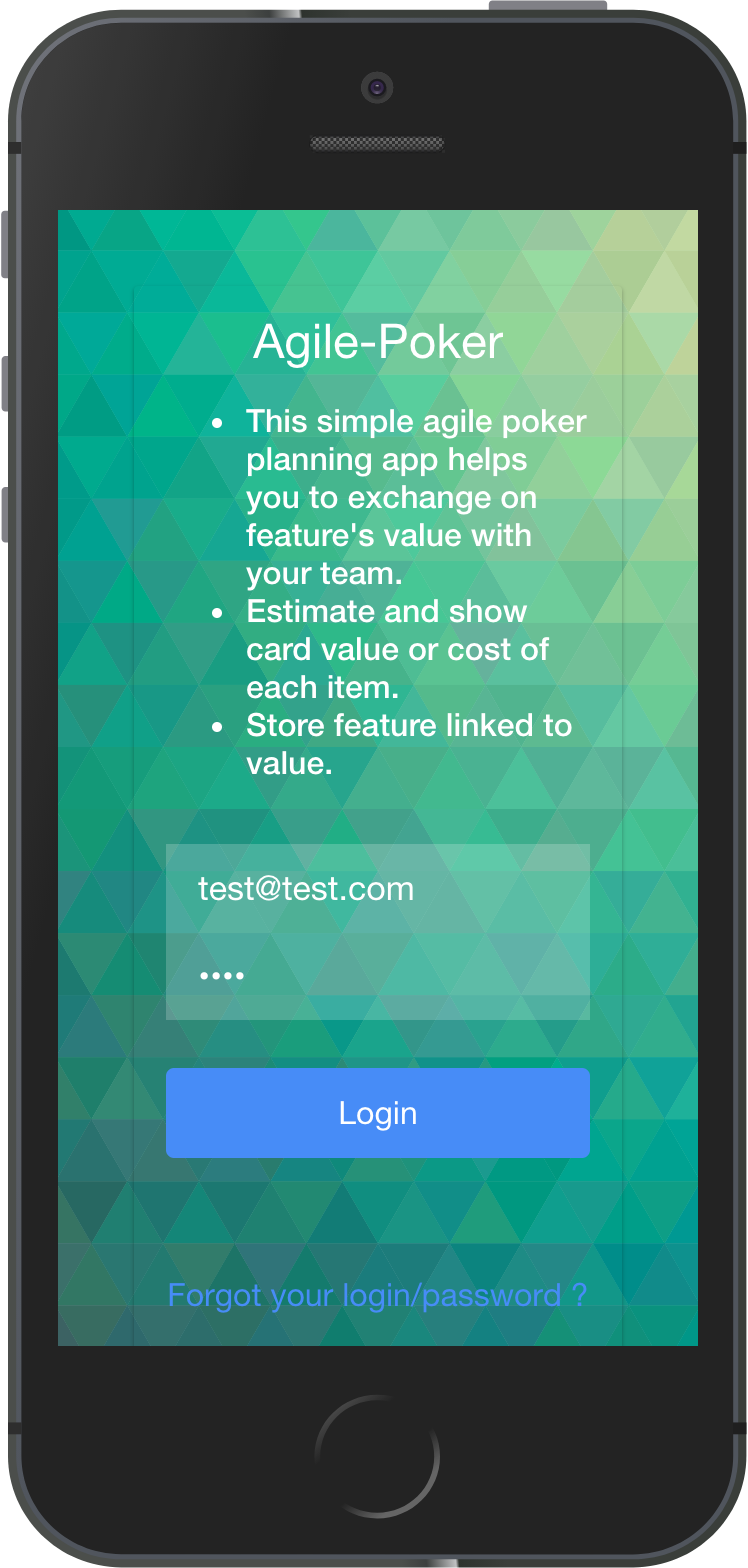 Agile-Poker
• This simple agile poker
planning app helps
you to exchange on
feature's value with
your team.
• Estimate and show
card value or cost of
each item.
• Store feature linked to
value.
test@test.com
••••
Login
Forgot your login/password ?